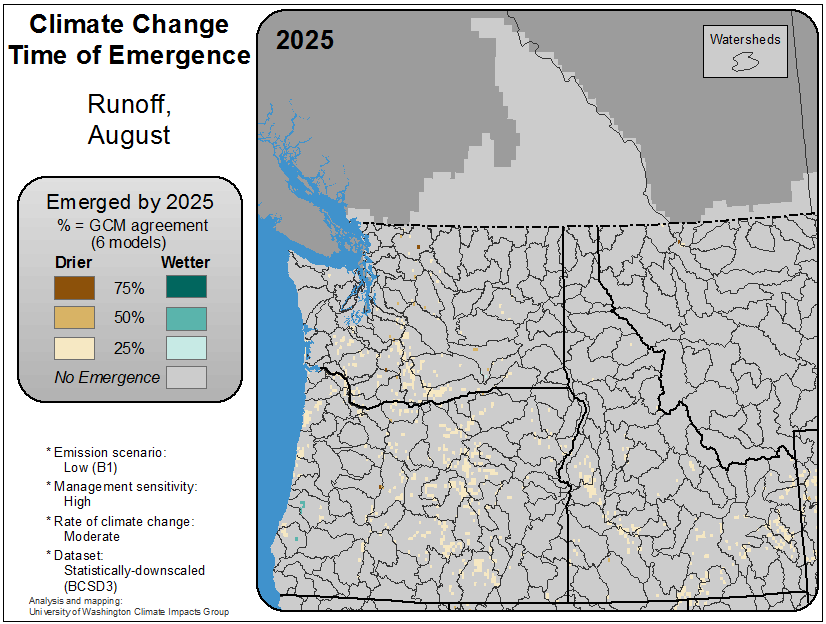 Climate Change
Time of Emergence
Runoff,
August
Emerged by 2025
% = GCM agreement
(6 models)
Drier Wetter
75%
50%
25%
No Emergence
* Emission scenario:
Low (B1)
* Management sensitivity:
High
* Rate of climate change:
Moderate
* Dataset:
Statistically-downscaled
(BCSD3)
Analysis and mapping:
University of Washington Climate Impacts Group
2025
Watersheds